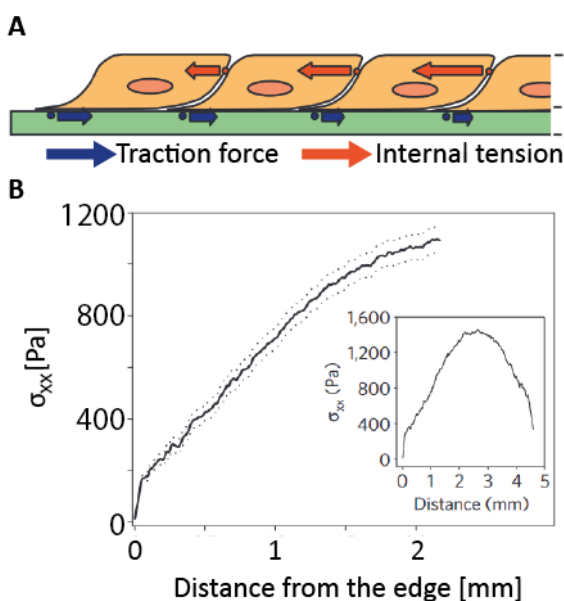 A
Traction force Internal tension
B
1200
800
400
0
σxx[Pa]
0 1 2
Distance from the edge [mm]
1,600
1,200
800
400
0
σxx (Pa)
0 1 2 3 4 5
Distance (mm)